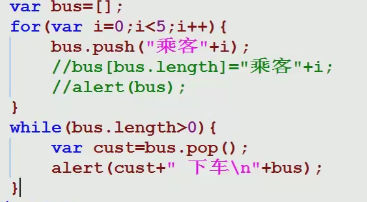 var bus=[];
for(var i=0;i<5;i++){
    bus.push("乘客"+i);
    //bus[bus.length]="乘客"+i;
    //alert(bus);
}
while(bus.length>0){
    var cust=bus.pop();
    alert(cust+" 下车\n"+bus);
}